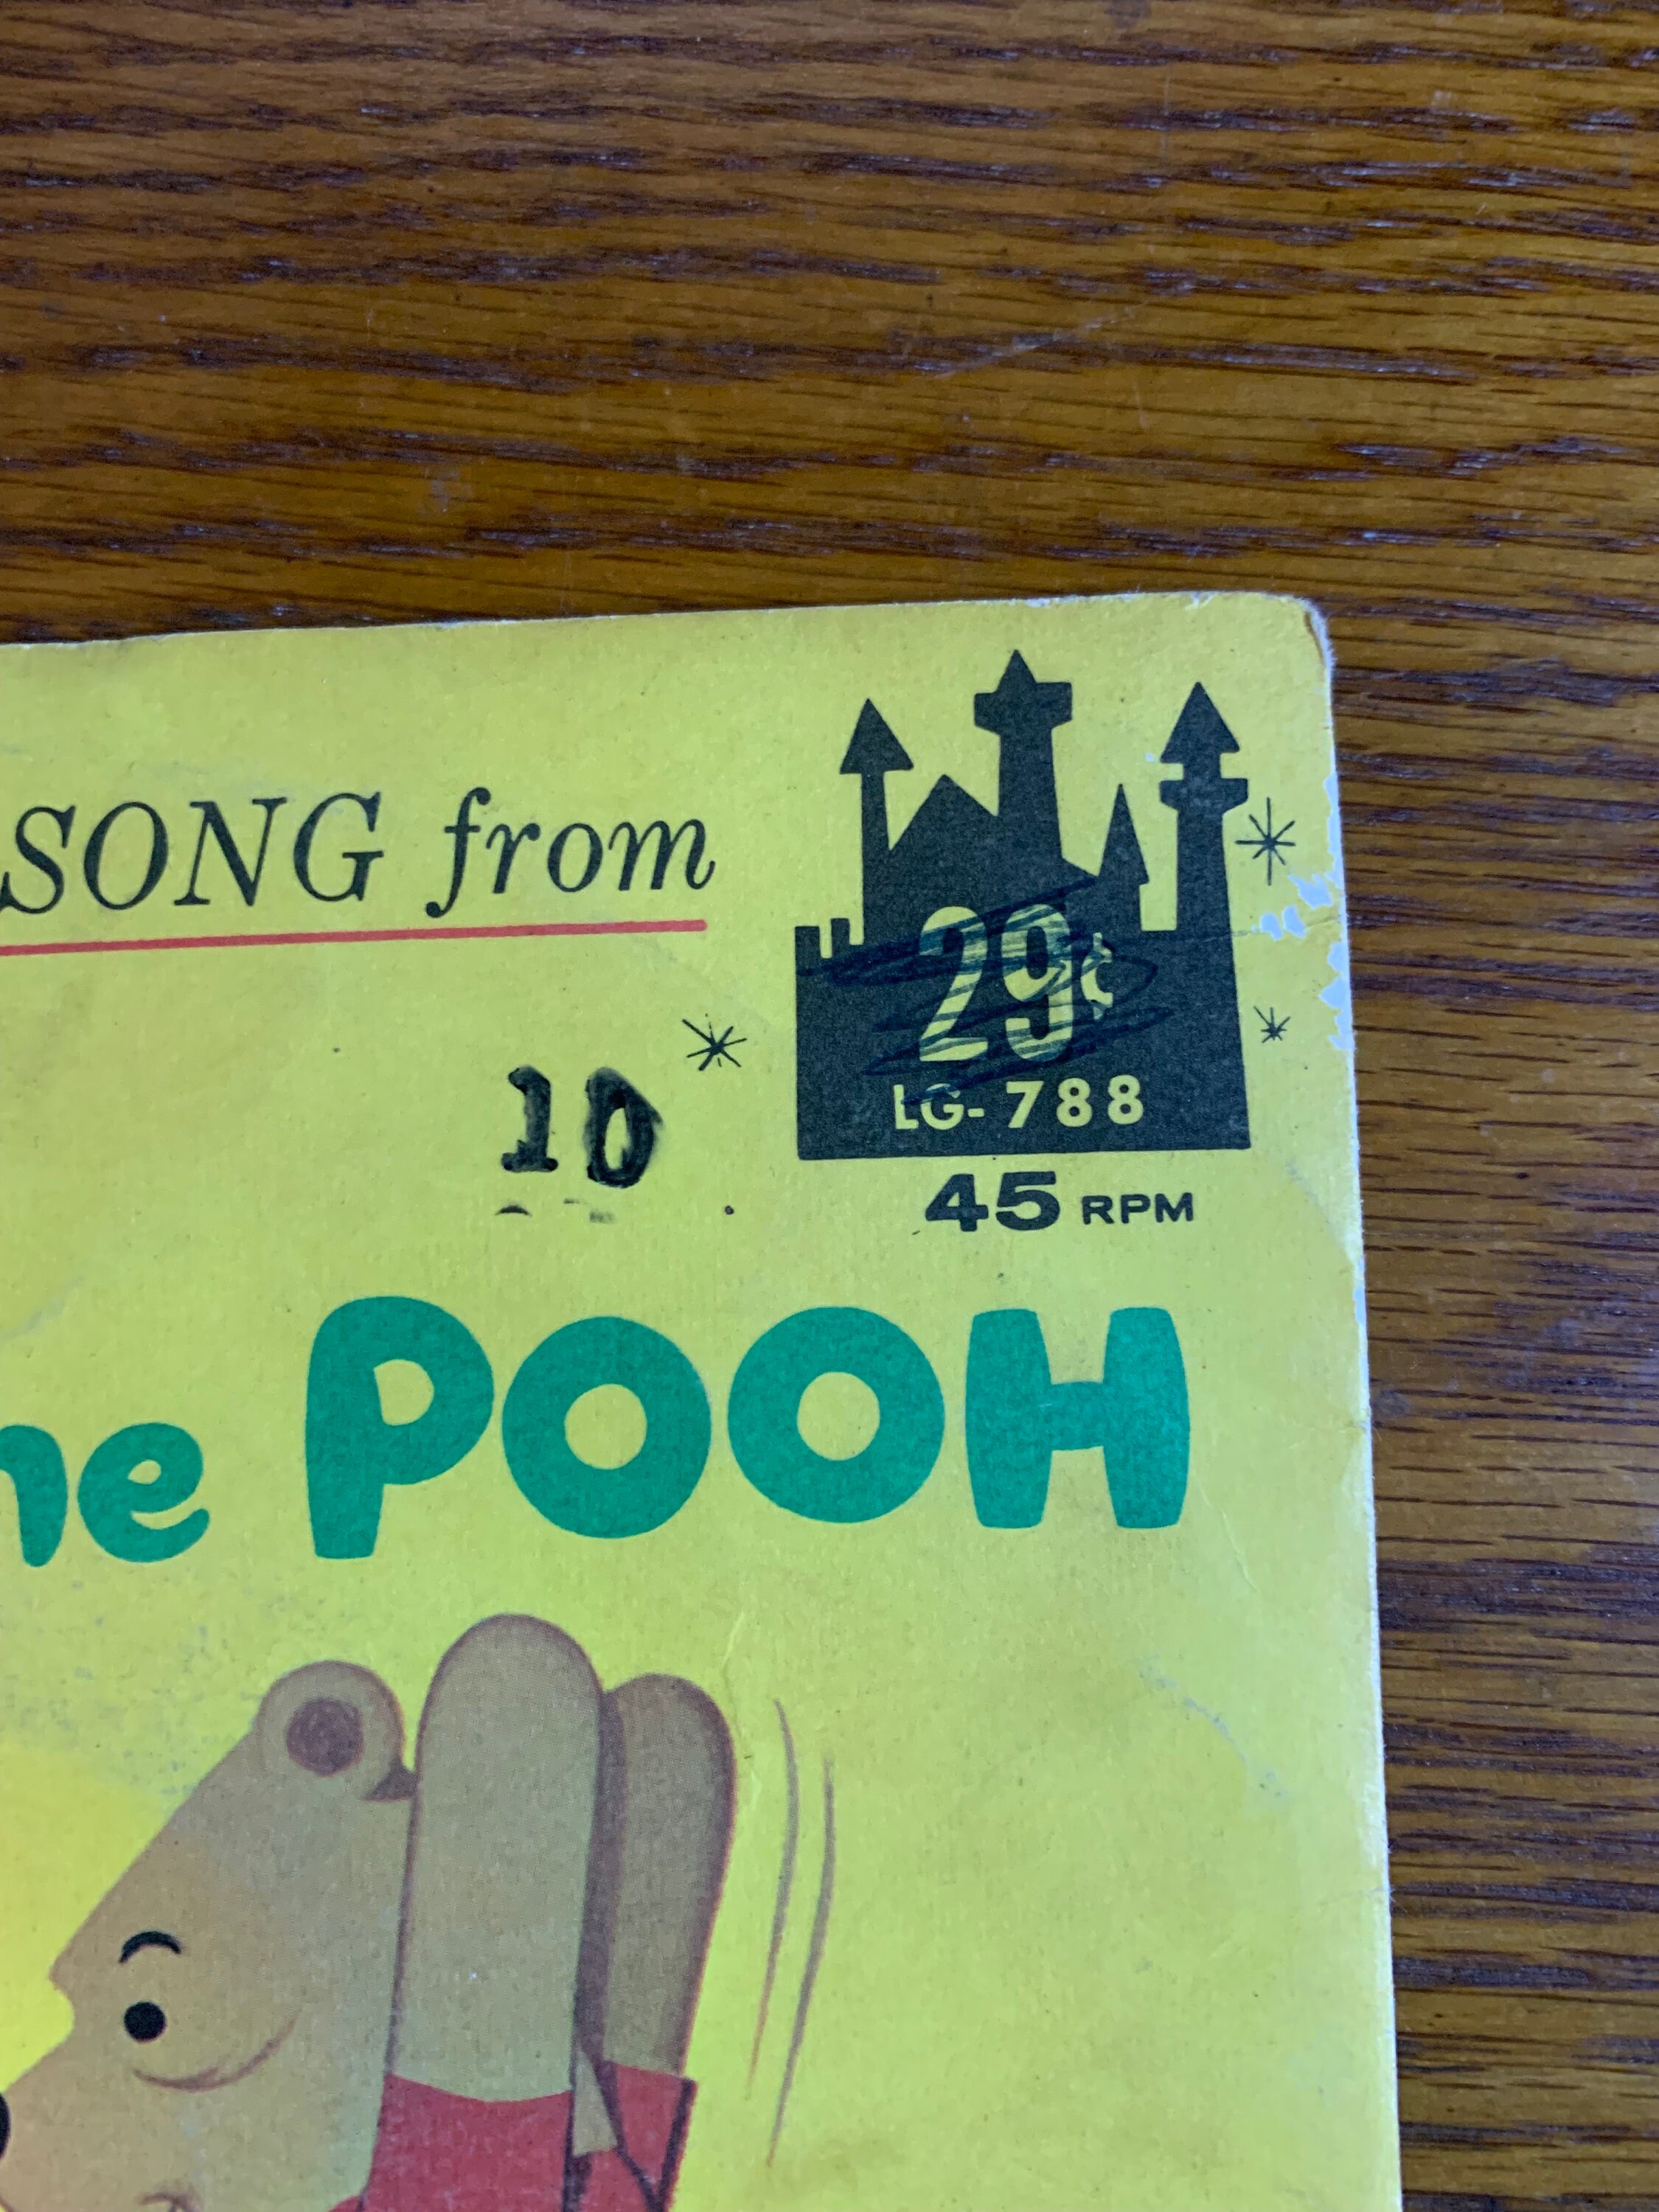 SONG from
29¢
LG-788
10
45 RPM
he POOH